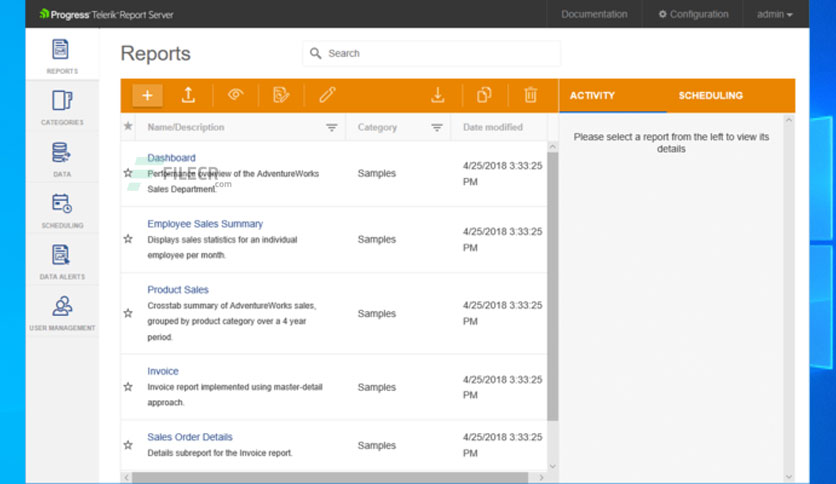 Progress Telerik Report Server
Documentation
Configuration
admin
REPORTS
CATEGORIES
DATA
SCHEDULING
DATA ALERTS
USER MANAGEMENT
Reports
Search
ACTIVITY
SCHEDULING
Name/Description
Category
Date modified
Please select a report from the left to view its
details
Dashboard
Performance overview of the AdventureWorks
Sales Department.
Samples
4/25/2018 3:33:25
PM
FILECR
.com
Employee Sales Summary
Displays sales statistics for an individual
employee per month.
Samples
4/25/2018 3:33:25
PM
Product Sales
Crosstab summary of AdventureWorks sales,
grouped by product category over a 4 year
period.
Samples
4/25/2018 3:33:25
PM
Invoice
Invoice report implemented using master-detail
approach.
Samples
4/25/2018 3:33:25
PM
Sales Order Details
Details subreport for the Invoice report.
Samples
4/25/2018 3:33:25
PM